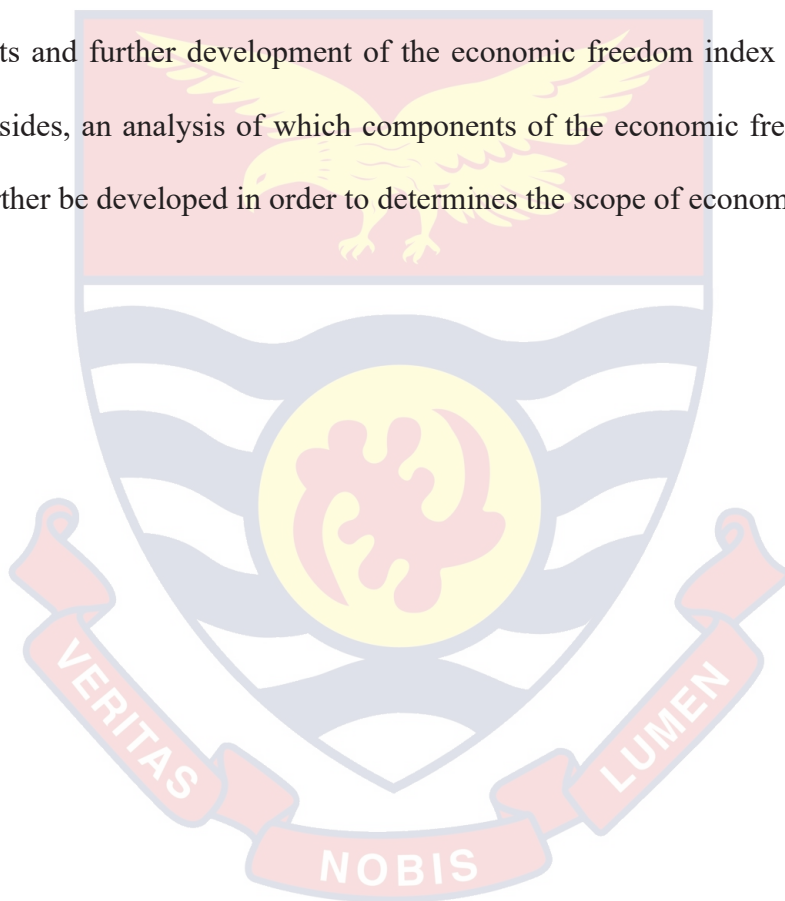 ts and further development of the economic freedom index
sides, an analysis of which components of the economic fre
rther be developed in order to determines the scope of econom
VERITAS
NOBIS
LUMEN